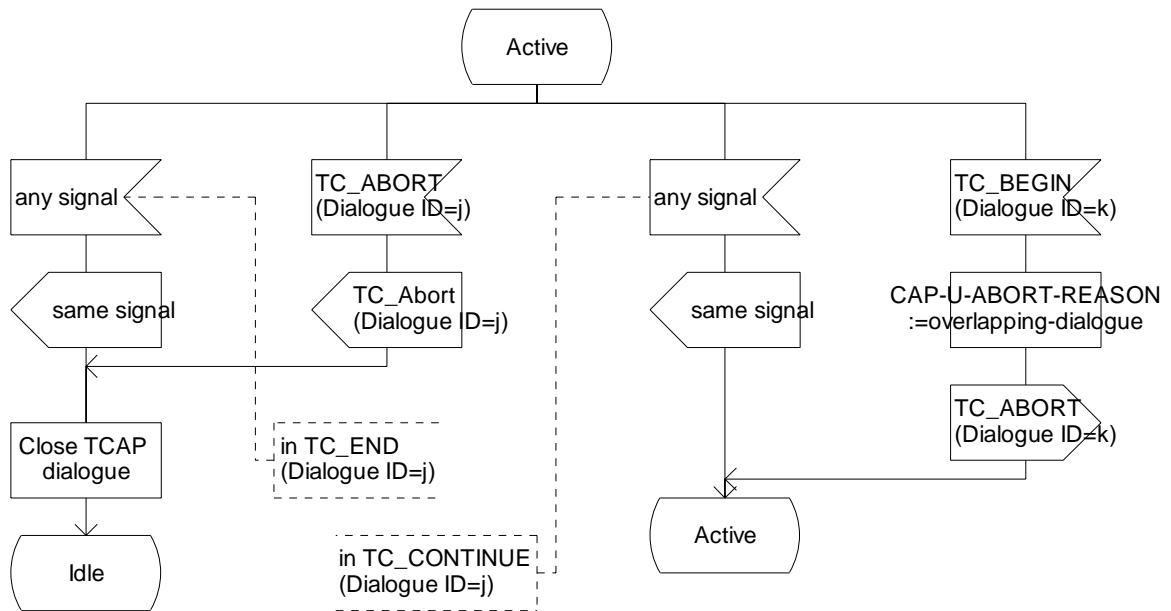 Active
any signal
TC_ABORT
(Dialogue ID=j)
any signal
TC_BEGIN
(Dialogue ID=k)
same signal
TC_Abort
(Dialogue ID=j)
same signal
CAP-U-ABORT-REASON
:=overlapping-dialogue
TC_ABORT
(Dialogue ID=k)
Close TCAP
dialogue
in TC_END
(Dialogue ID=j)
Active
Idle
in TC_CONTINUE
(Dialogue ID=j)